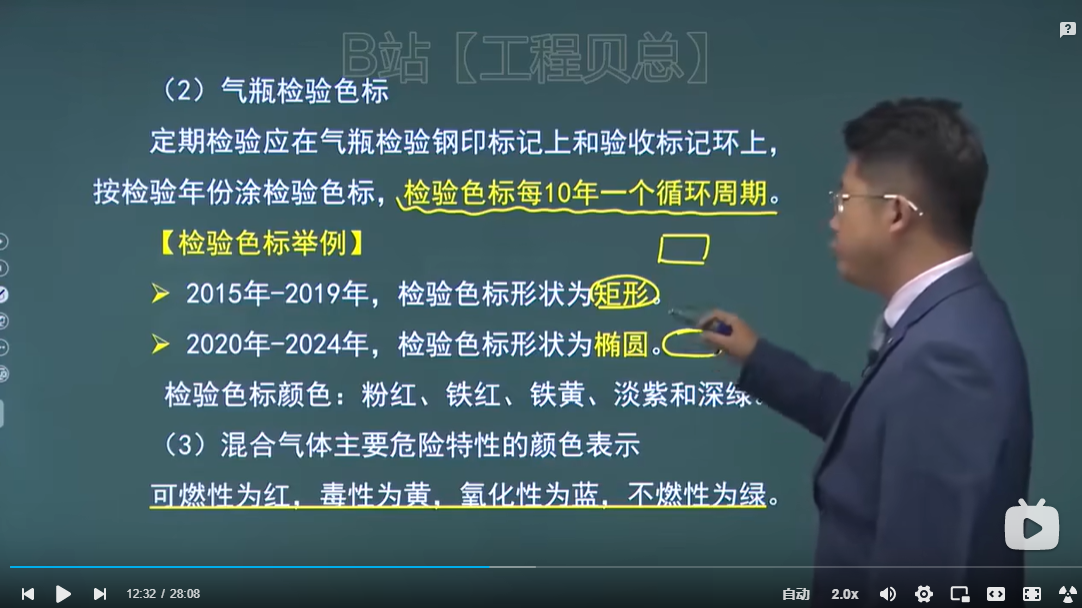 B站【工程贝总】
（2）气瓶检验色标
定期检验应在气瓶检验钢印标记上和验收标记环上，
按检验年份涂检验色标，检验色标每10年一个循环周期。
【检验色标举例】
➢ 2015年-2019年，检验色标形状为矩形。
➢ 2020年-2024年，检验色标形状为椭圆。
检验色标颜色：粉红、铁红、铁黄、淡紫和深绿。
（3）混合气体主要危险特性的颜色表示
可燃性为红，毒性为黄，氧化性为蓝，不燃性为绿。
12:32 / 28:08 自动 2.0x